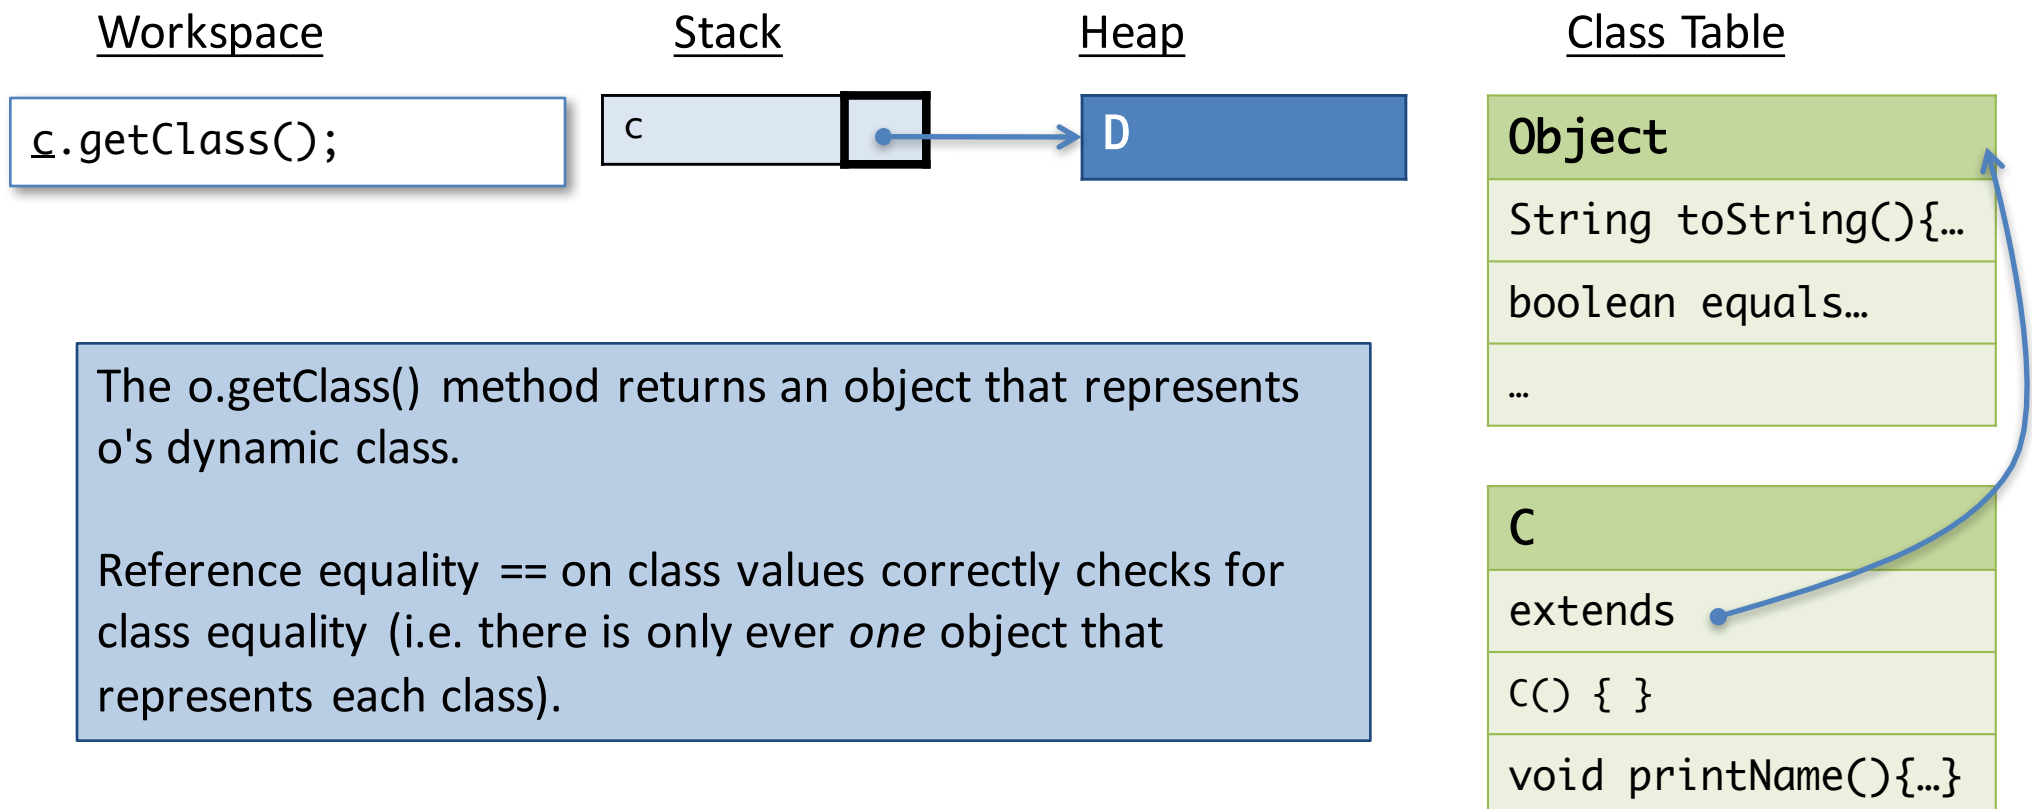 Workspace
Stack
Heap
Class Table
c.getClass();
c
D
Object
String toString(){…
boolean equals…
…
The o.getClass() method returns an object that represents
o's dynamic class.
Reference equality == on class values correctly checks for
class equality (i.e. there is only ever one object that
represents each class).
C
extends
C() { }
void printName(){…}